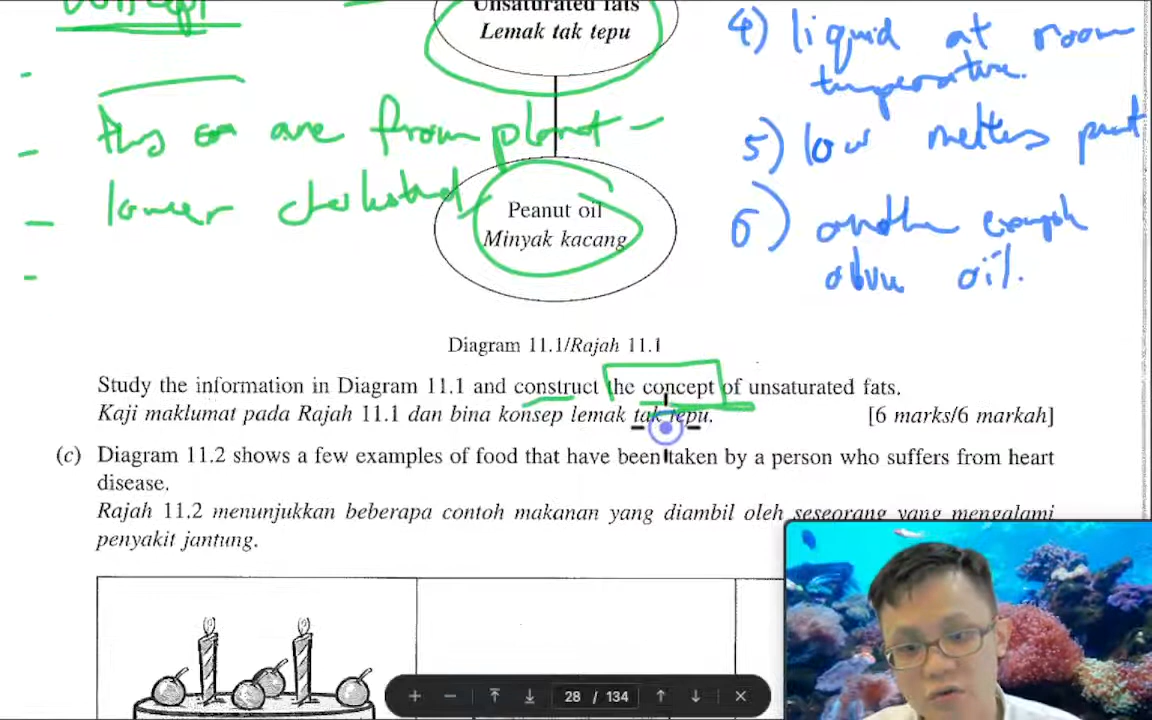 concept
Unsaturated fats
Lemak tak tepu
are from plant
lower
Peanut oil
Minyak kacang
4) liquid at room
temperature.
5) low melting point
6) another example
olive oil.
Diagram 11.1/Rajah 11.1
Study the information in Diagram 11.1 and construct the concept of unsaturated fats.
Kaji maklumat pada Rajah 11.1 dan bina konsep lemak tak tepu. [6 marks/6 markah]
(c) Diagram 11.2 shows a few examples of food that have been taken by a person who suffers from heart
disease.
Rajah 11.2 menunjukkan beberapa contoh makanan yang diambil oleh seseorang yang mengalami
penyakit jantung.
28 / 134